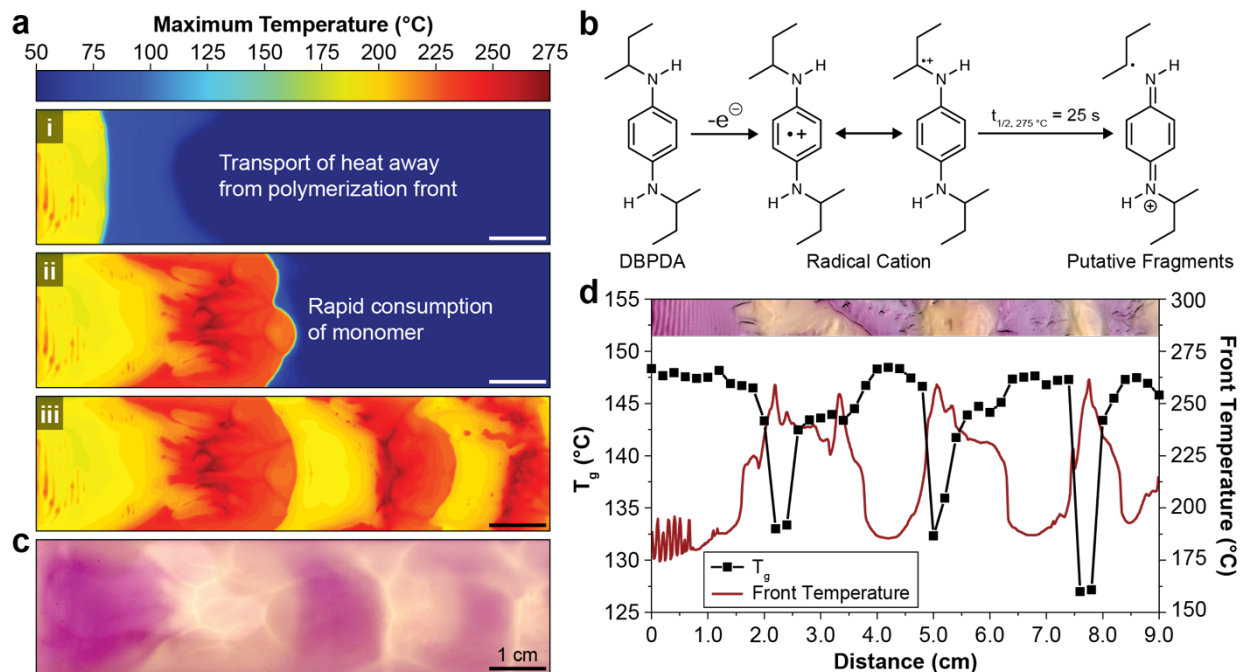 a
Maximum Temperature (°C)
50 75 100 125 150 175 200 225 250 275
i
Transport of heat away
from polymerization front
ii
Rapid consumption
of monomer
iii
c
1 cm
b
H
N
N
H
DBPDA
-e⊖
•+
H
N
N
H
•+
H
N
N
H
Radical Cation
t1/2, 275 °C = 25 s
•
H
N
N
H
⊕
Putative Fragments
d
155
150
145
140
135
130
125
Tg (°C)
300
275
250
225
200
175
150
Front Temperature (°C)
Tg
Front Temperature
0 1.0 2.0 3.0 4.0 5.0 6.0 7.0 8.0 9.0
Distance (cm)